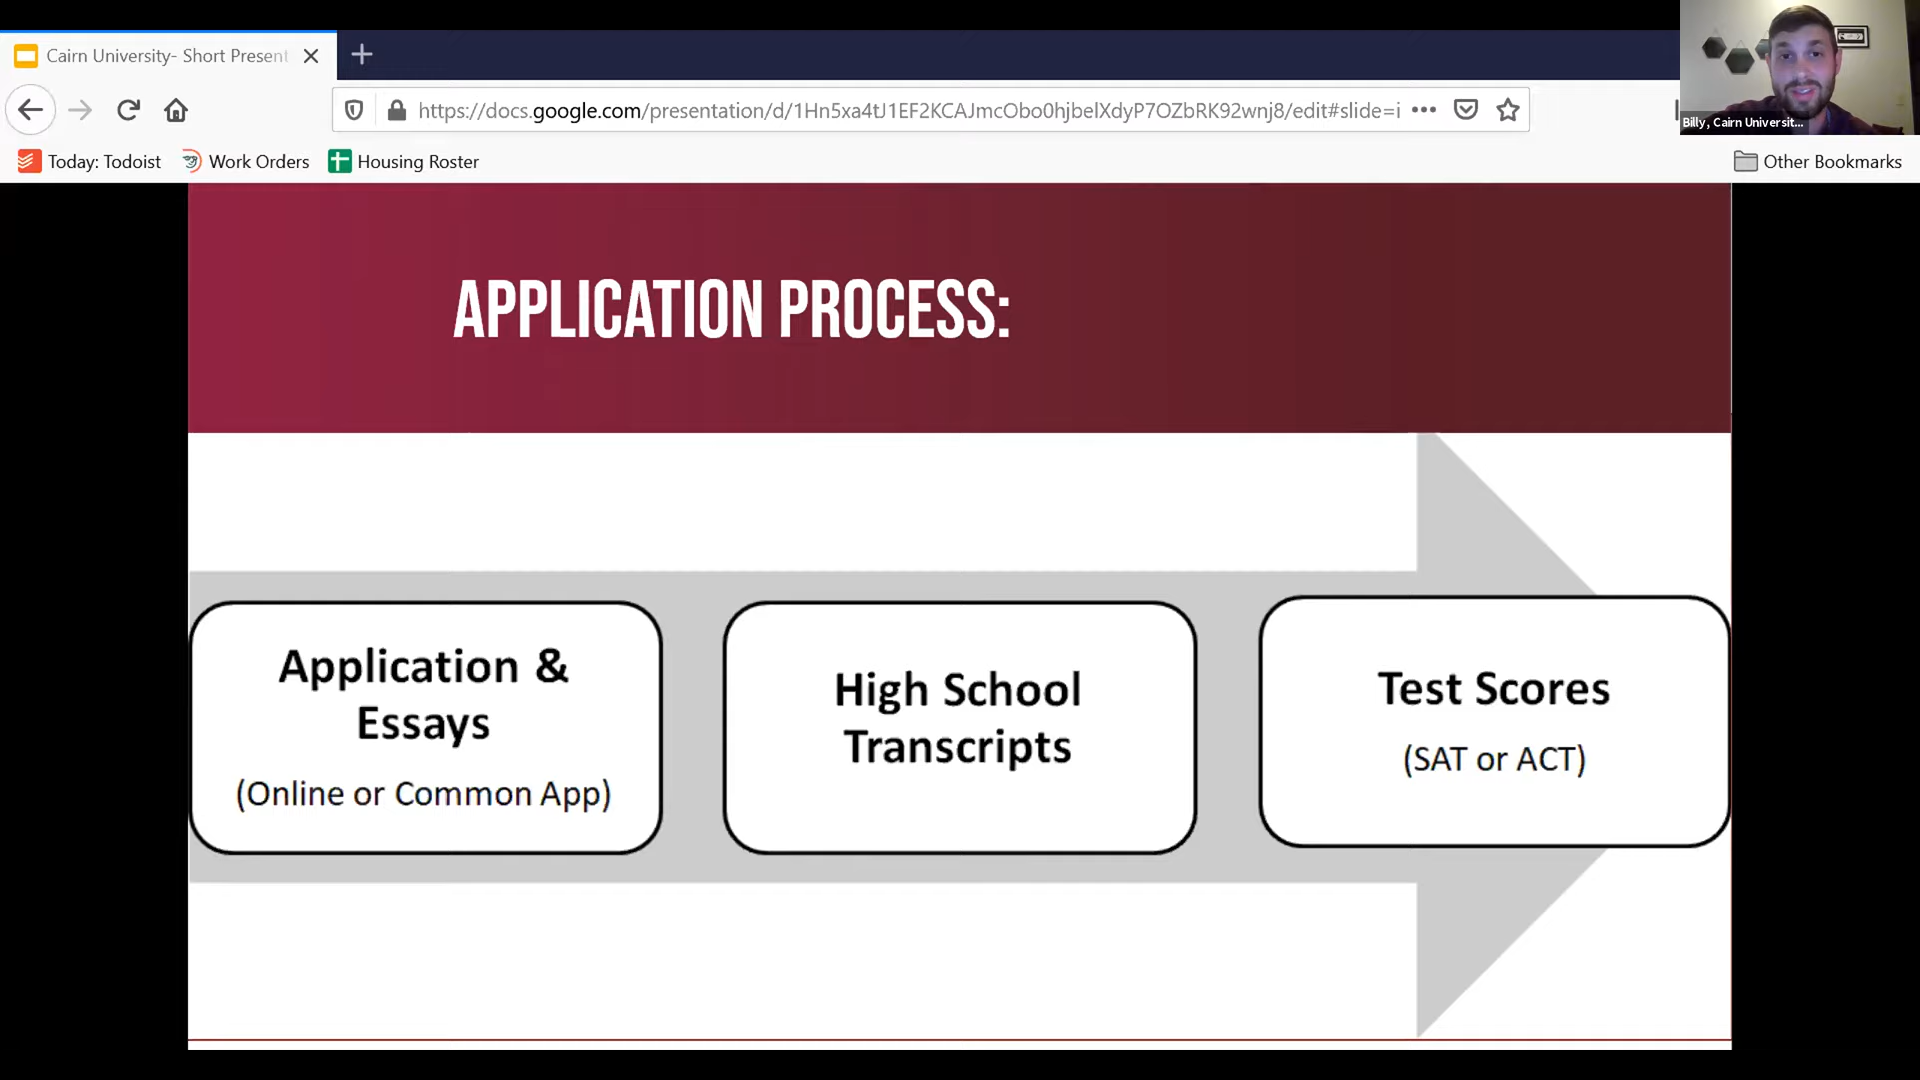 Cairn University- Short Present
https://docs.google.com/presentation/d/1Hn5xa4tJ1EF2KCAJmcObo0hjbelXdyP7OZbRK92wnj8/edit#slide=i
Billy, Cairn Universit...
Today: Todoist
Work Orders
Housing Roster
Other Bookmarks
APPLICATION PROCESS:
Application &
Essays
(Online or Common App)
High School
Transcripts
Test Scores
(SAT or ACT)